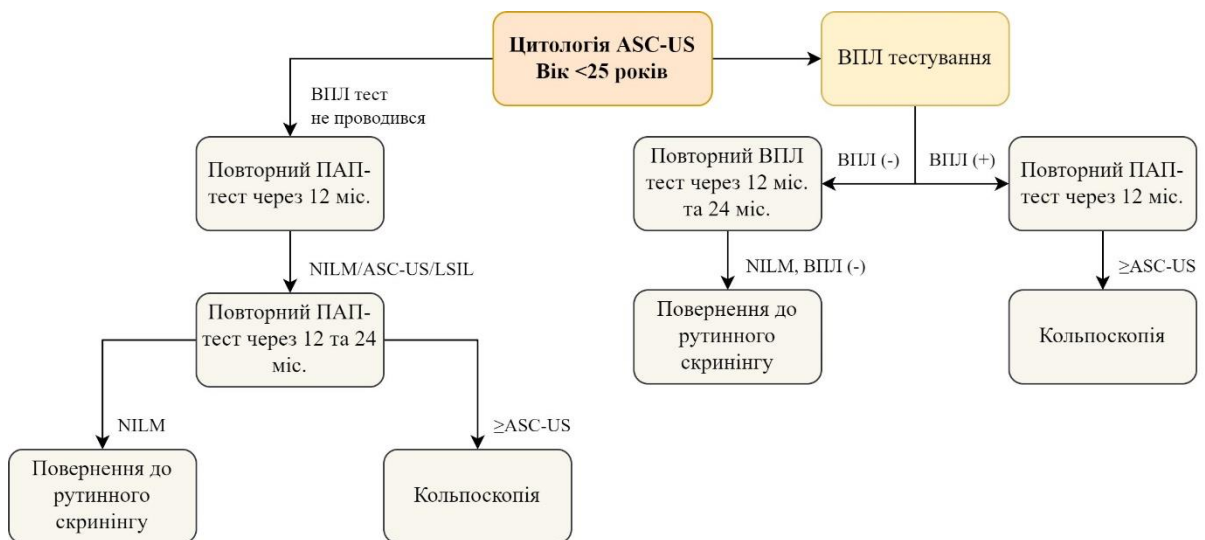 Цитологія ASC-US
Вік <25 років
ВПЛ тестування
ВПЛ тест
не проводився
Повторний ПАП-
тест через 12 міс.
NILM/ASC-US/LSIL
Повторний ПАП-
тест через 12 та 24
міс.
NILM
≥ASC-US
Повернення до
рутинного
скринінгу
Кольпоскопія
ВПЛ (-)
ВПЛ (+)
Повторний ВПЛ
тест через 12 міс.
та 24 міс.
Повторний ПАП-
тест через 12 міс.
NILM, ВПЛ (-)
≥ASC-US
Повернення до
рутинного
скринінгу
Кольпоскопія